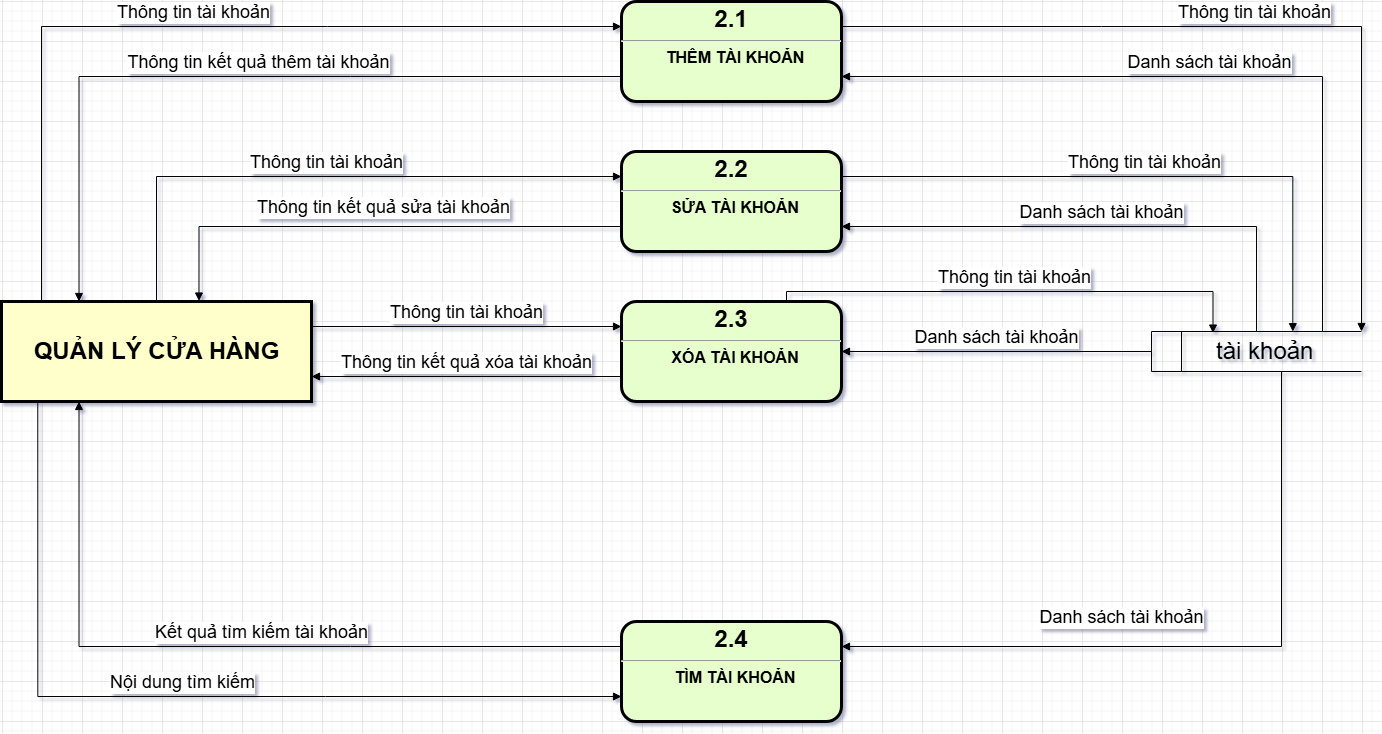 Thông tin tài khoản
2.1
Thông tin tài khoản
THÊM TÀI KHOẢN
Thông tin kết quả thêm tài khoản
Danh sách tài khoản
Thông tin tài khoản
2.2
Thông tin tài khoản
Thông tin kết quả sửa tài khoản
SỬA TÀI KHOẢN
Danh sách tài khoản
Thông tin tài khoản
Thông tin tài khoản
2.3
Danh sách tài khoản
QUẢN LÝ CỬA HÀNG
Thông tin kết quả xóa tài khoản
XÓA TÀI KHOẢN
tài khoản
Danh sách tài khoản
Kết quả tìm kiếm tài khoản
2.4
Nội dung tìm kiếm
TÌM TÀI KHOẢN